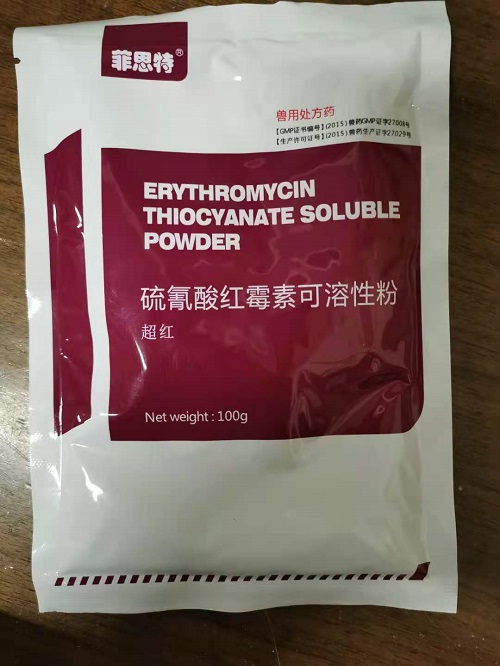 菲思特®
兽用处方药
【GMP证书编号】(2015)兽药GMP证字27008号
【生产许可证号】(2015)兽药生产证字27029号
ERYTHROMYCIN
THIOCYANATE SOLUBLE
POWDER
硫氰酸红霉素可溶性粉
超红
Net weight : 100g